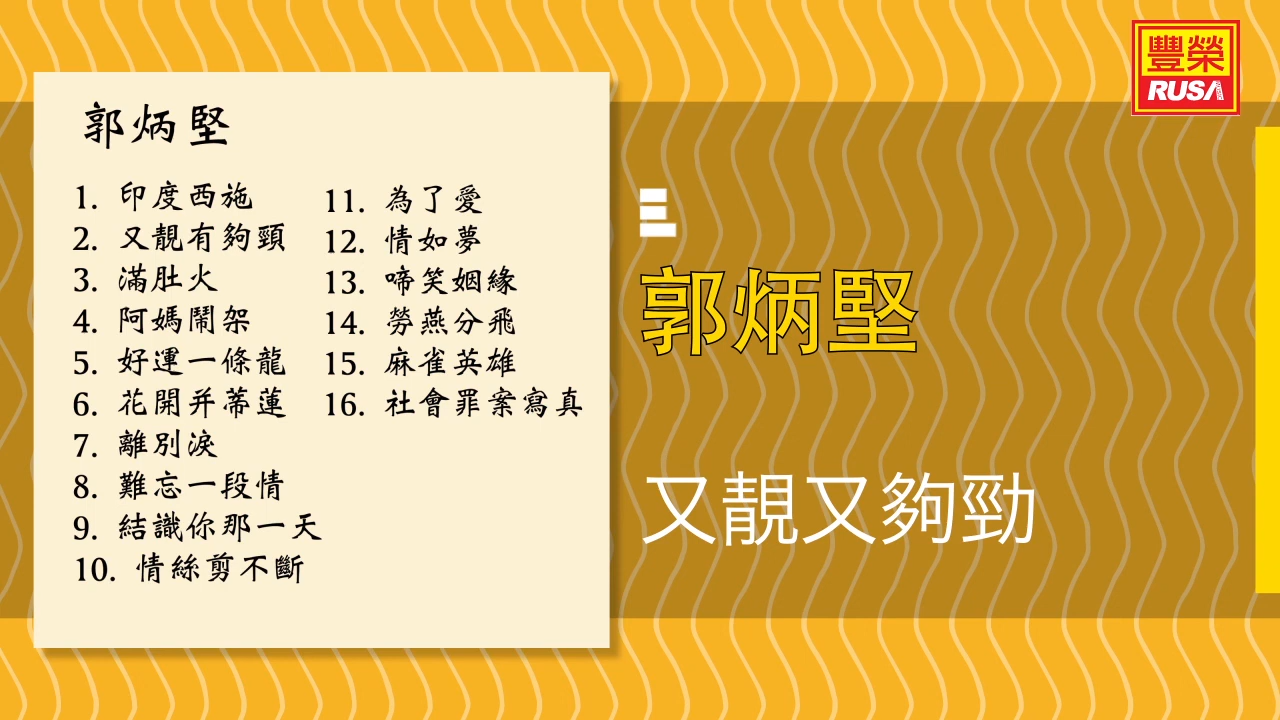 郭炳堅
1. 印度西施
2. 又靚有夠頸
3. 滿肚火
4. 阿媽鬧架
5. 好運一條龍
6. 花開并蒂蓮
7. 離別淚
8. 難忘一段情
9. 結識你那一天
10. 情絲剪不斷
11. 為了愛
12. 情如夢
13. 啼笑姻緣
14. 勞燕分飛
15. 麻雀英雄
16. 社會罪案寫真
豐榮
RUSA
郭炳堅
又靚又夠勁